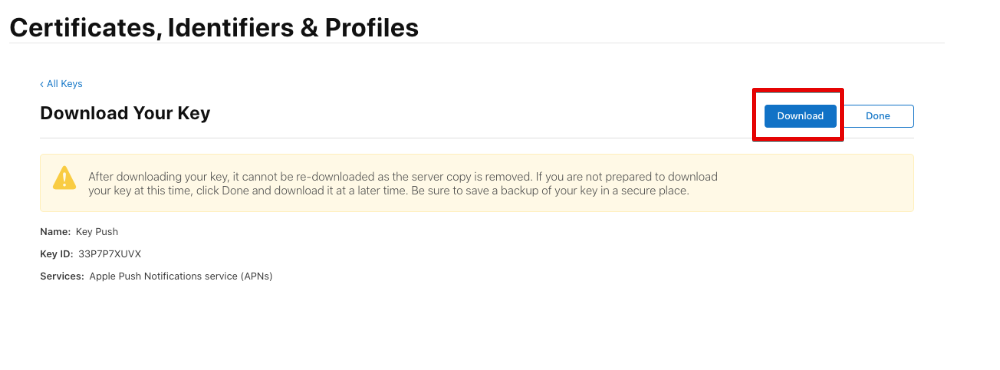 Certificates, Identifiers & Profiles
‹ All Keys
Download Your Key
Download
Done
After downloading your key, it cannot be re-downloaded as the server copy is removed. If you are not prepared to download
your key at this time, click Done and download it at a later time. Be sure to save a backup of your key in a secure place.
Name: Key Push
Key ID: 33P7P7XUVX
Services: Apple Push Notifications service (APNs)